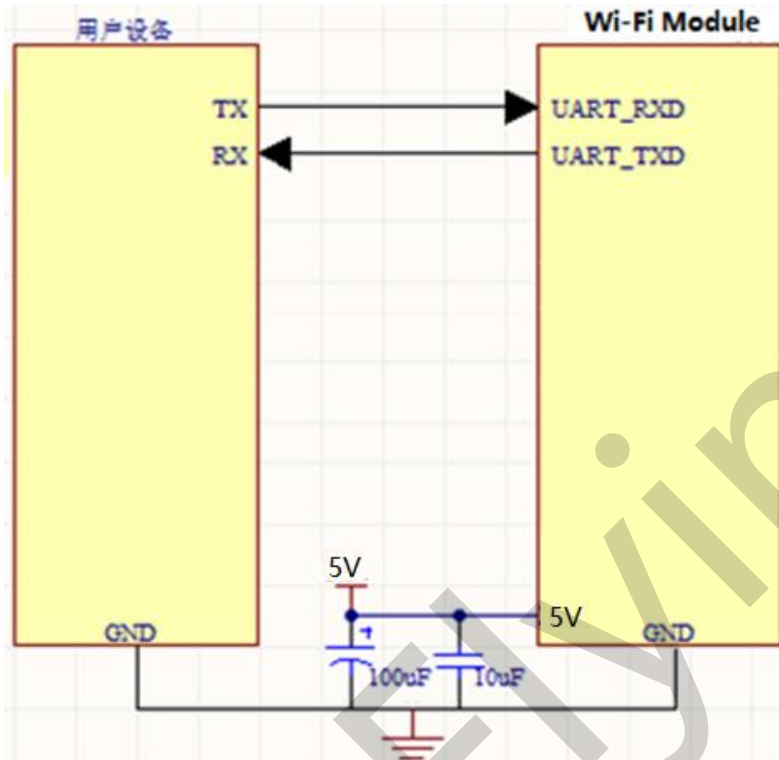 用户设备
Wi-Fi Module
TX
UART_RXD
RX
UART_TXD
5V
5V
GND
GND
100uF
10uF